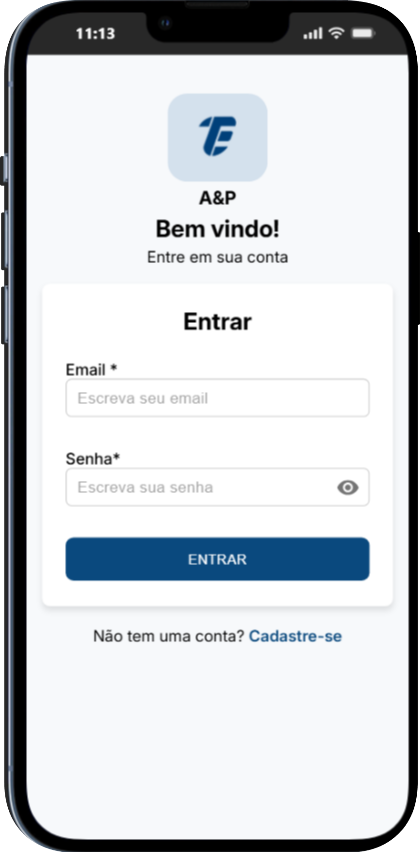 11:13
TE
A&P
Bem vindo!
Entre em sua conta
Entrar
Email *
Escreva seu email
Senha*
Escreva sua senha
ENTRAR
Não tem uma conta? Cadastre-se